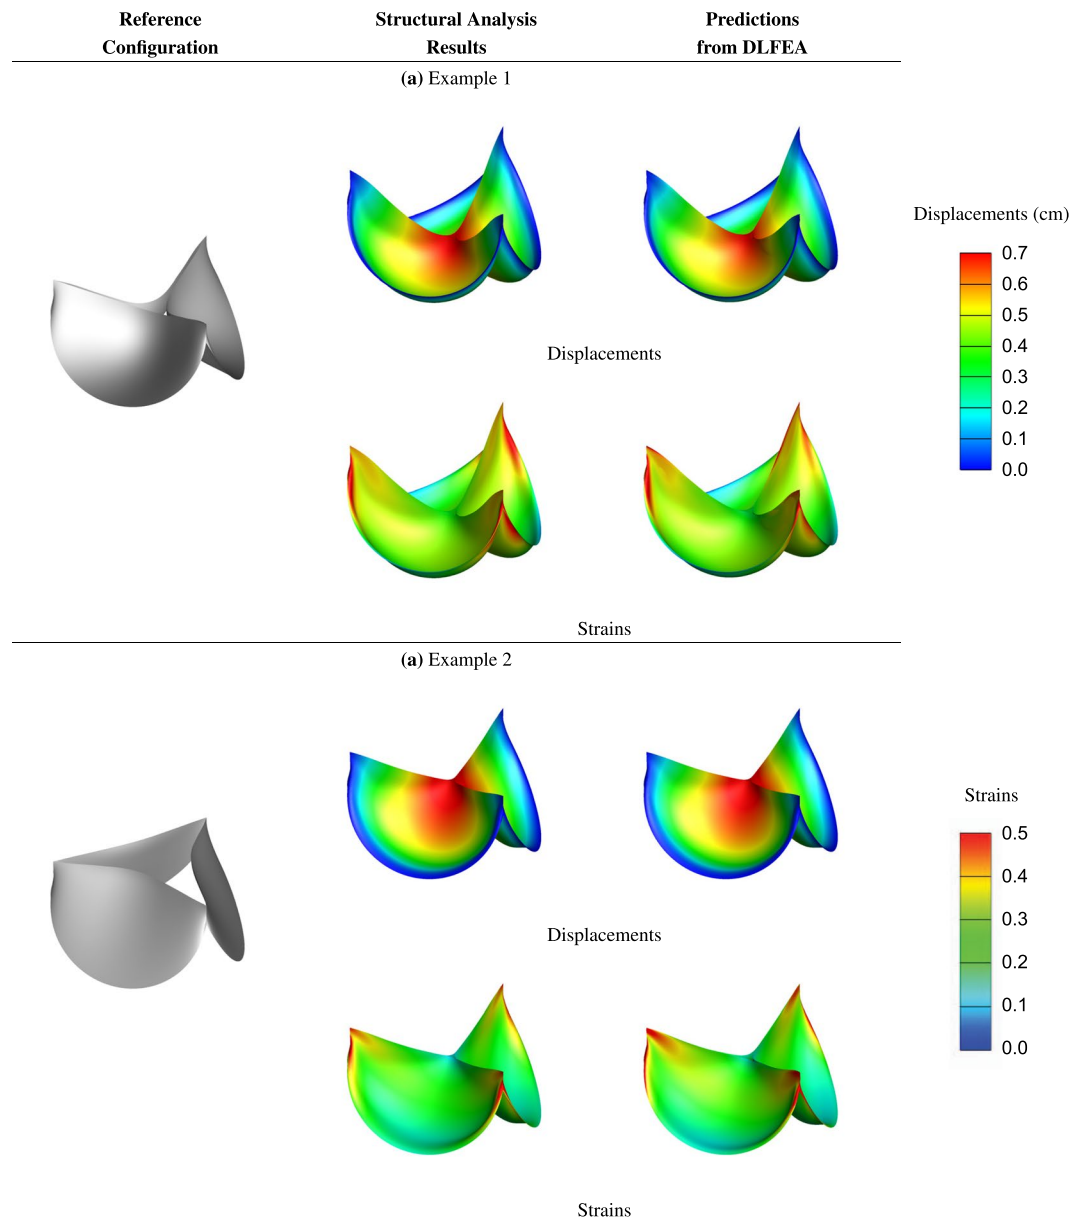 Reference
Configuration
Structural Analysis
Results
Predictions
from DLFEA
(a) Example 1
Displacements (cm)
0.7
0.6
0.5
0.4
0.3
0.2
0.1
0.0
Displacements
Strains
(a) Example 2
Strains
0.5
0.4
0.3
0.2
0.1
0.0
Displacements
Strains